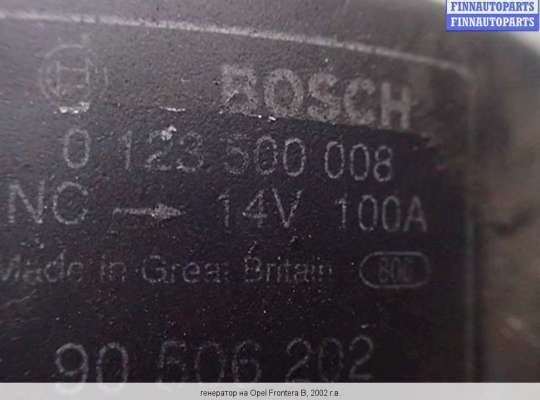 FINNAUTOPARTS
FINNAUTOPARTS
BOSCH
0 123 500 008
NC → 14V 100A
Made in Great Britain
90 506 202
генератор на Opel Frontera B, 2002 г.в.